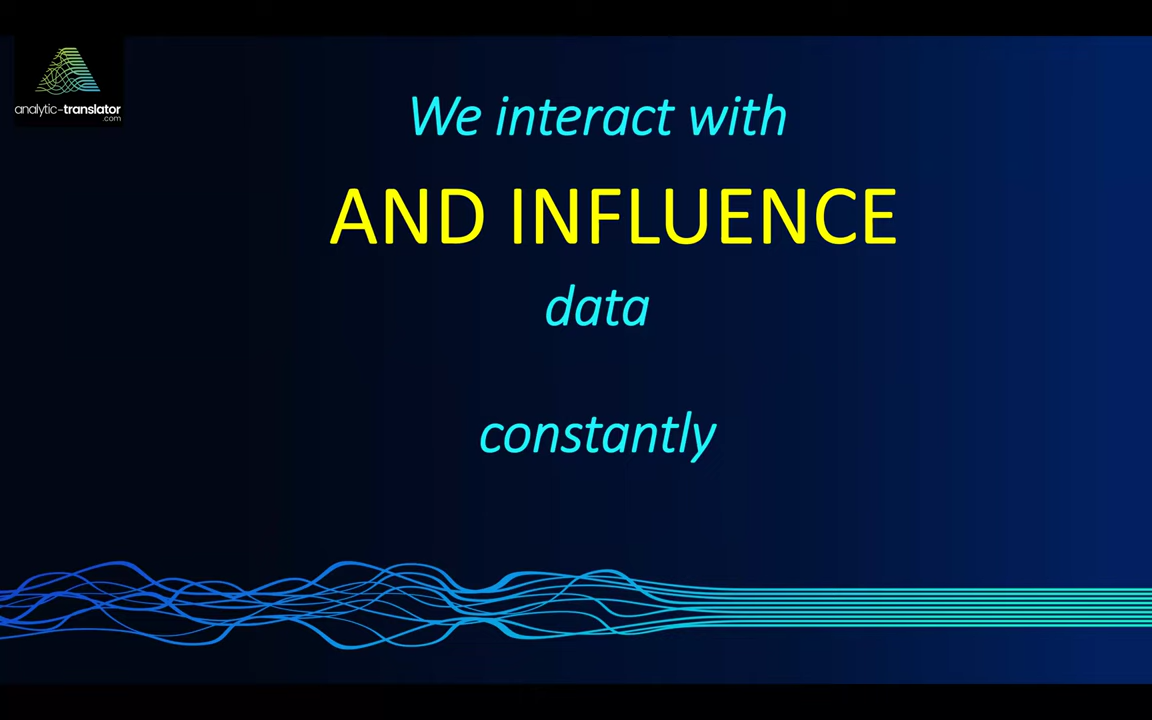 analytic-translator
.com
We interact with
AND INFLUENCE
data
constantly